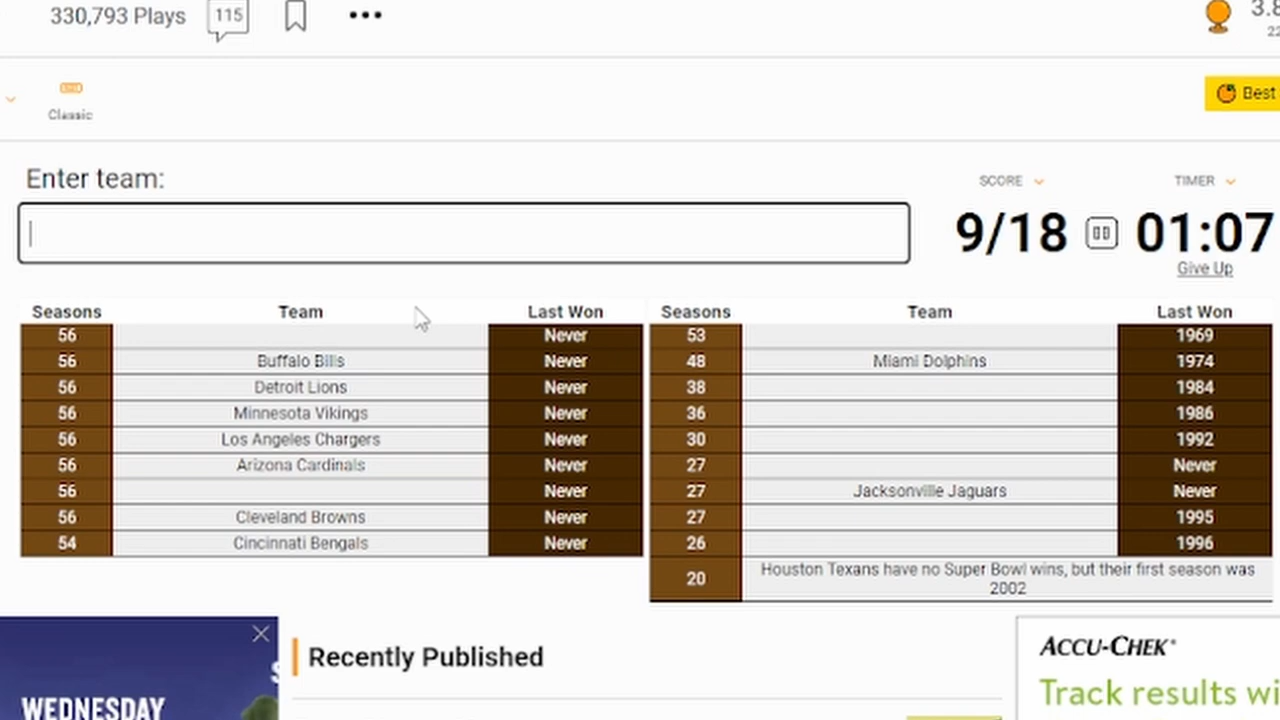 330,793 Plays 115 3.8
22
Classic
Best
Enter team:
SCORE TIMER
9/18 01:07
Give Up
Seasons Team Last Won
56 Never
56 Buffalo Bills Never
56 Detroit Lions Never
56 Minnesota Vikings Never
56 Los Angeles Chargers Never
56 Arizona Cardinals Never
56 Never
56 Cleveland Browns Never
54 Cincinnati Bengals Never
Seasons Team Last Won
53 1969
48 Miami Dolphins 1974
38 1984
36 1986
30 1992
27 Never
27 Jacksonville Jaguars Never
27 1995
26 1996
20 Houston Texans have no Super Bowl wins, but their first season was
2002
WEDNESDAY
Recently Published
ACCU-CHEK®
Track results wi